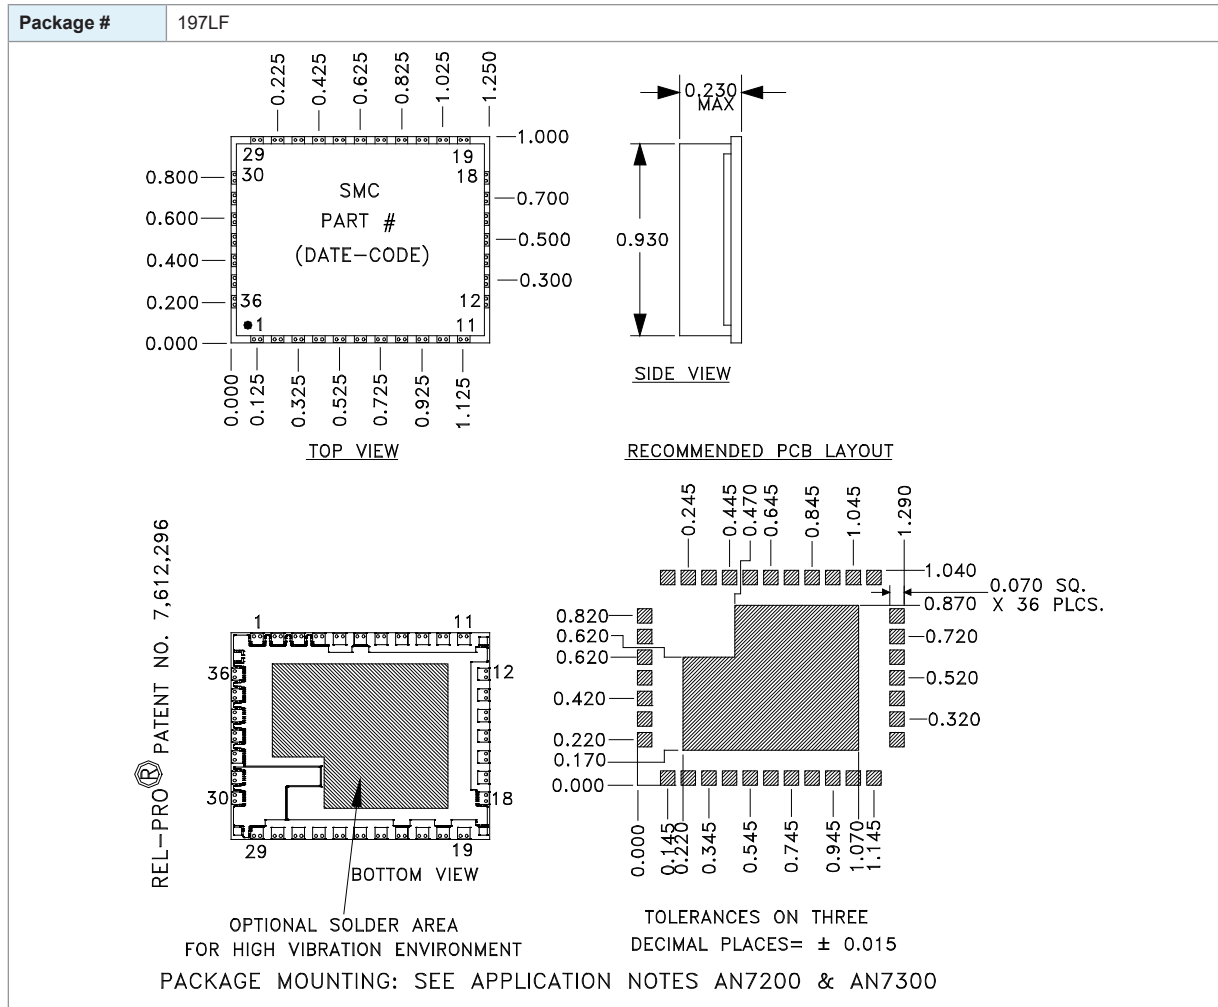 Package # 197LF
0.225 0.425 0.625 0.825 1.025 1.250
1.000
29 19
30 18
0.800
0.700
0.600
0.500
0.400
0.300
0.200
0.000
SMC
PART #
(DATE-CODE)
36 12
1 11
0.000 0.125 0.325 0.525 0.725 0.925 1.125
TOP VIEW
0.230
MAX
0.930
SIDE VIEW
RECOMMENDED PCB LAYOUT
0.245 0.445 0.470 0.645 0.845 1.045 1.290
1.040
0.070 SQ.
X 36 PLCS.
0.870
0.820
0.720
0.620
0.620
0.520
0.420
0.320
0.220
0.170
0.000
0.000 0.145 0.220 0.345 0.545 0.745 0.945 1.070 1.145
TOLERANCES ON THREE
DECIMAL PLACES= ± 0.015
REL-PRO® PATENT NO. 7,612,296
1 11
36 12
30 18
29 19
BOTTOM VIEW
OPTIONAL SOLDER AREA
FOR HIGH VIBRATION ENVIRONMENT
PACKAGE MOUNTING: SEE APPLICATION NOTES AN7200 & AN7300